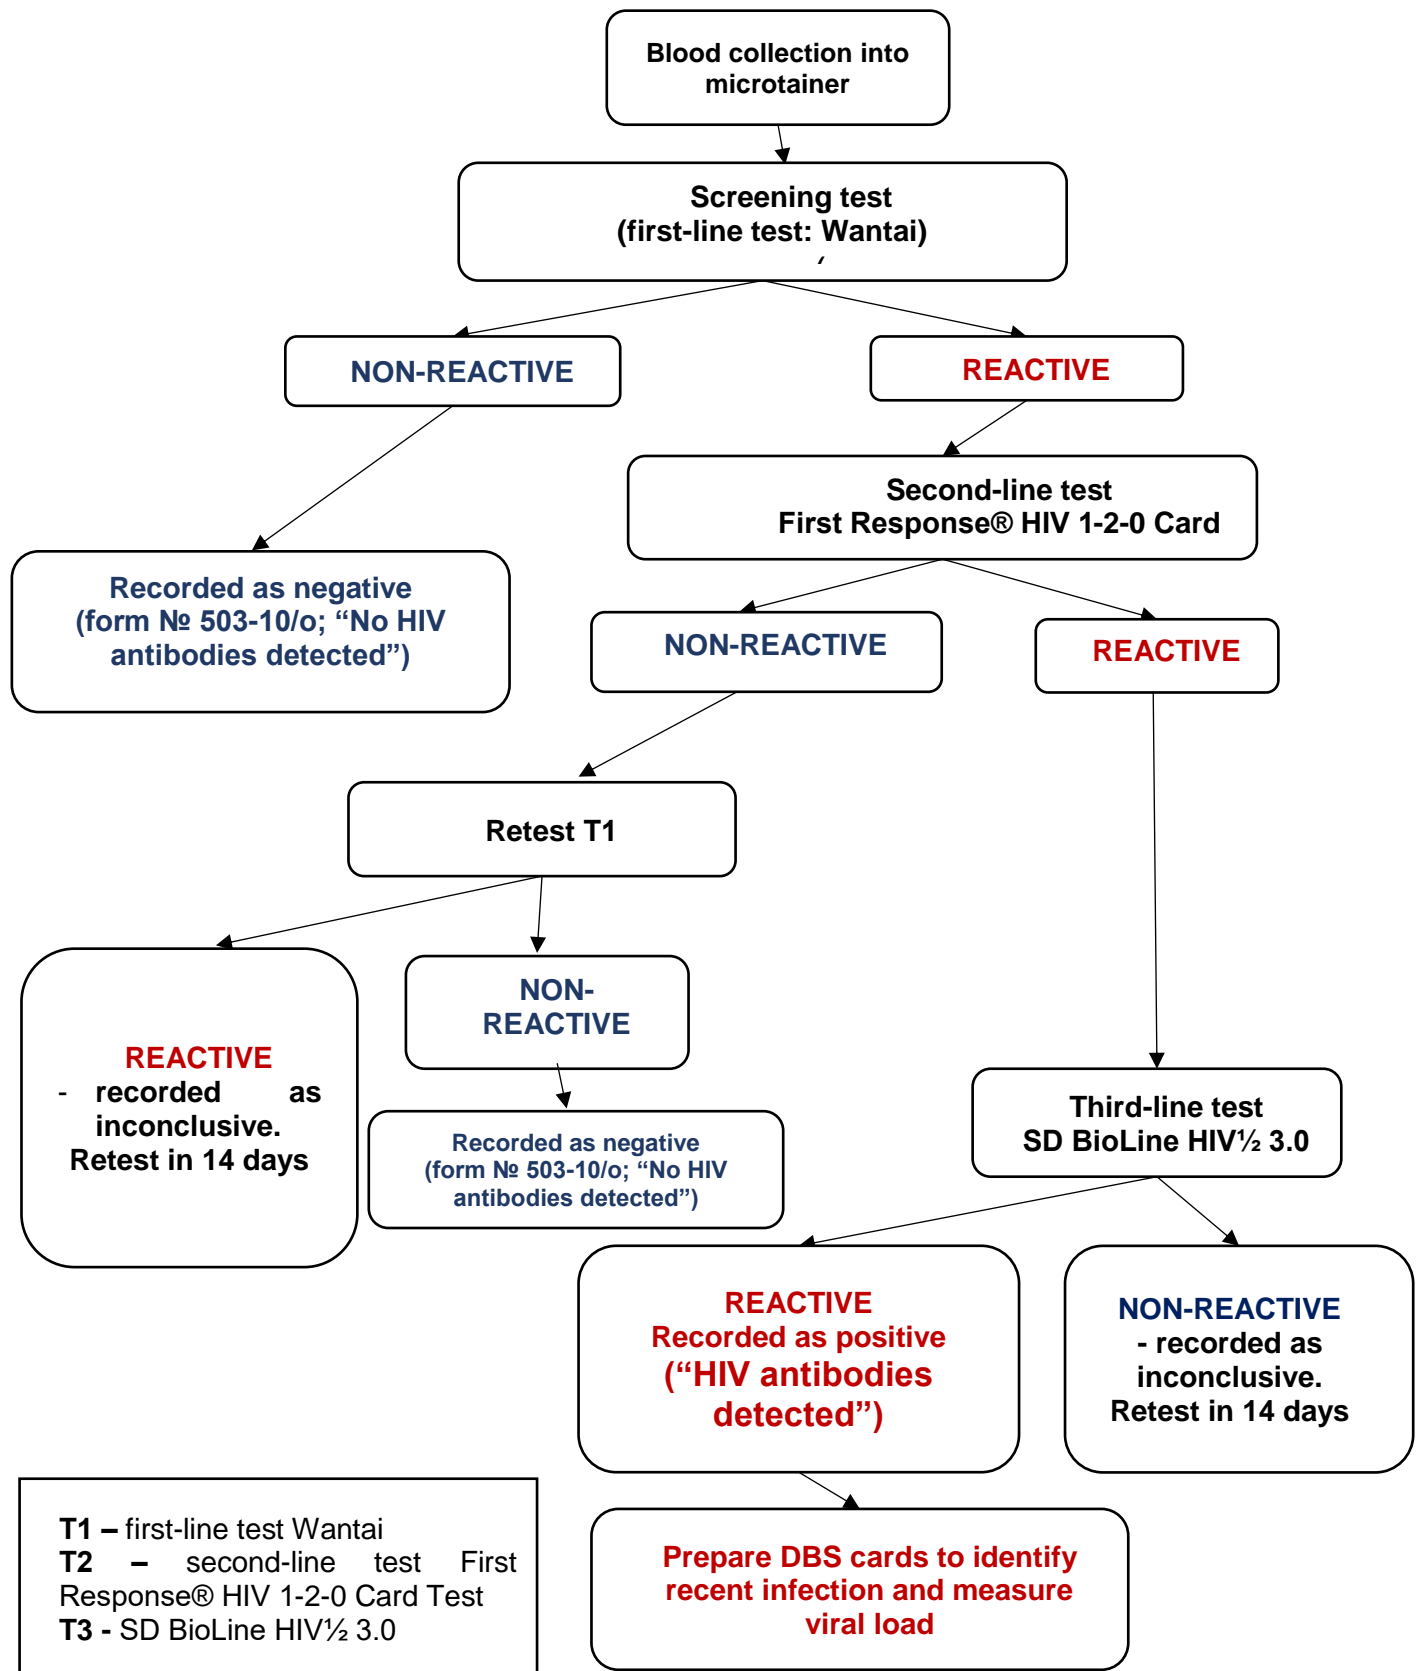 Blood collection into
microtainer
Screening test
(first-line test: Wantai)
NON-REACTIVE
REACTIVE
Second-line test
First Response® HIV 1-2-0 Card
Recorded as negative
(form № 503-10/o; “No HIV
antibodies detected”)
NON-REACTIVE
REACTIVE
Retest T1
REACTIVE
- recorded as
inconclusive.
Retest in 14 days
NON-
REACTIVE
Recorded as negative
(form № 503-10/o; “No HIV
antibodies detected”)
Third-line test
SD BioLine HIV½ 3.0
REACTIVE
Recorded as positive
(“HIV antibodies
detected”)
NON-REACTIVE
- recorded as
inconclusive.
Retest in 14 days
Prepare DBS cards to identify
recent infection and measure
viral load
T1 – first-line test Wantai
T2 – second-line test First
Response® HIV 1-2-0 Card Test
T3 - SD BioLine HIV½ 3.0